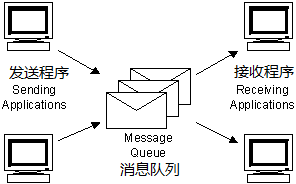 发送程序
Sending
Applications
接收程序
Receiving
Applications
Message
Queue
消息队列